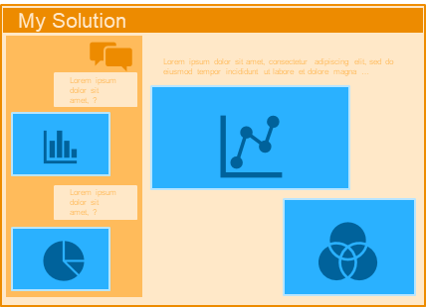 My Solution
Lorem ipsum dolor sit amet, consectetur adipiscing elit, sed do
eiusmod tempor incididunt ut labore et dolore magna ...
Lorem ipsum
dolor sit
amet,..?
Lorem ipsum
dolor sit
amet,..?